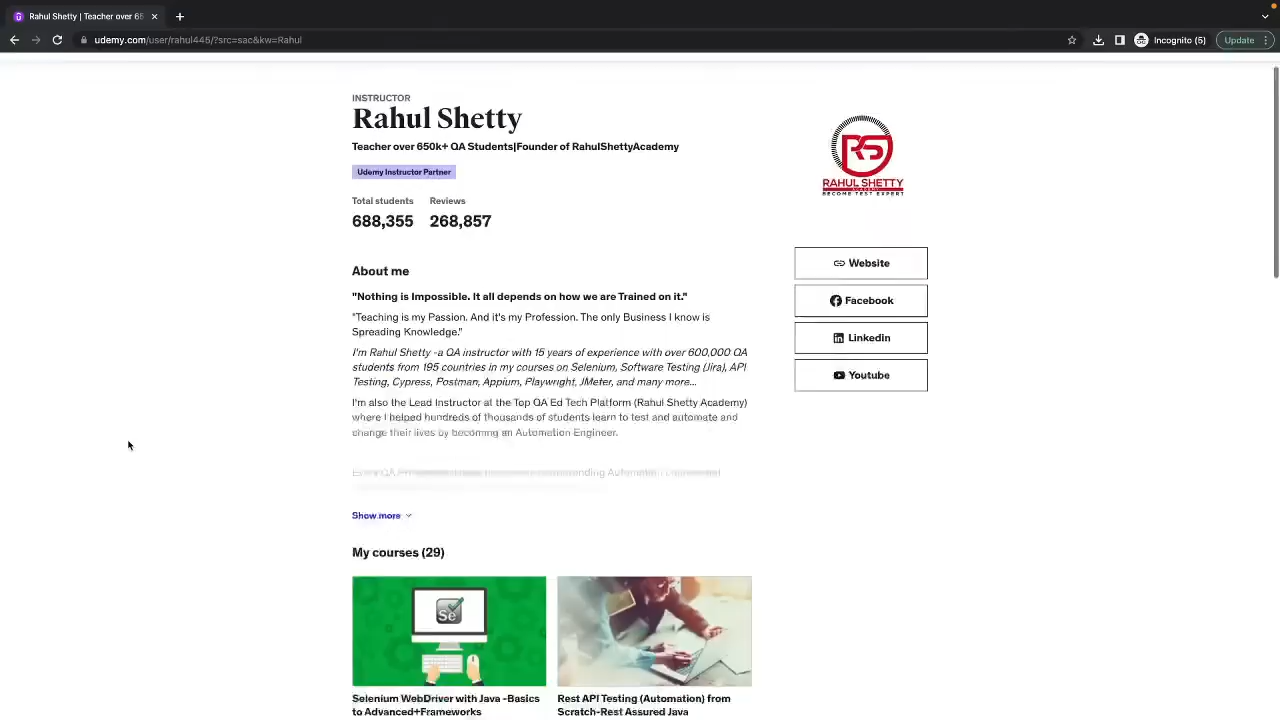 Rahul Shetty | Teacher over 65
udemy.com/user/rahul445/?src=sac&kw=Rahul
Incognito (5)
Update
INSTRUCTOR
Rahul Shetty
Teacher over 650k+ QA Students|Founder of RahulShettyAcademy
Udemy Instructor Partner
Total students
Reviews
688,355
268,857
RS
RAHUL SHETTY
ACADEMY
BECOME TEST EXPERT
Website
Facebook
Linkedin
Youtube
About me
"Nothing is Impossible. It all depends on how we are Trained on it."
"Teaching is my Passion. And it's my Profession. The only Business I know is
Spreading Knowledge."
I'm Rahul Shetty -a QA instructor with 15 years of experience with over 600,000 QA
students from 195 countries in my courses on Selenium, Software Testing (Jira), API
Testing, Cypress, Postman, Appium, Playwright, JMeter, and many more...
I'm also the Lead Instructor at the Top QA Ed Tech Platform (Rahul Shetty Academy)
where I helped hundreds of thousands of students learn to test and automate and
change their lives by becoming an Automation Engineer.
Show more
My courses (29)
Se
Selenium WebDriver with Java -Basics
to Advanced+Frameworks
Rest API Testing (Automation) from
Scratch-Rest Assured Java